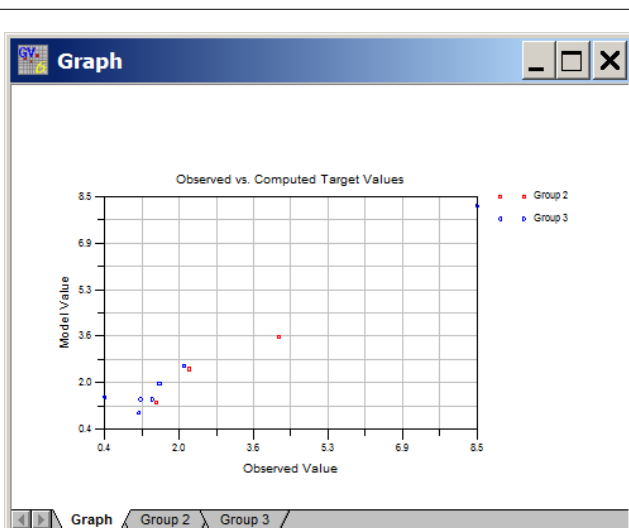 GV.
Graph
Observed vs. Computed Target Values
8.5
6.9
5.3
3.6
2.0
0.4
Model Value
0.4 2.0 3.6 5.3 6.9 8.5
Observed Value
Group 2
Group 3
Graph Group 2 Group 3